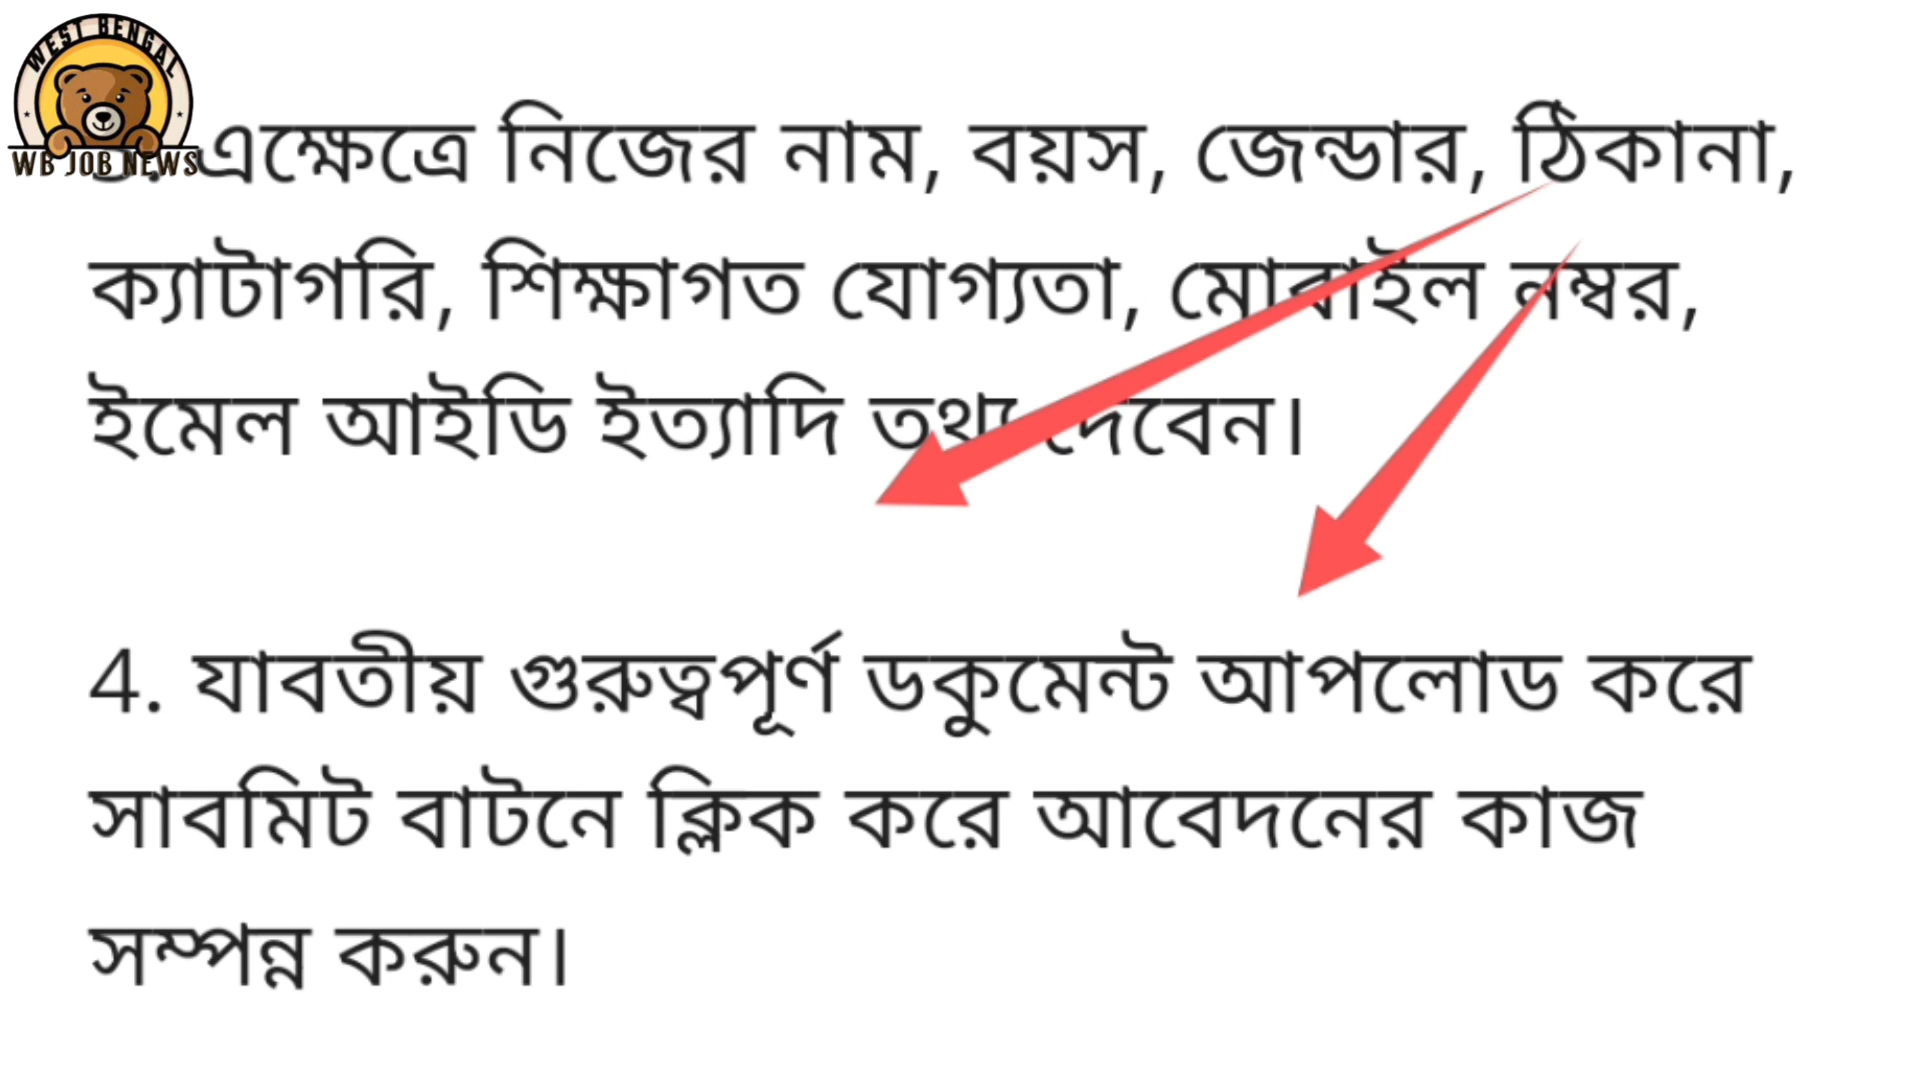 WEST BENGAL
WB JOB NEWS
এক্ষেত্রে নিজের নাম, বয়স, জেন্ডার, ঠিকানা,
ক্যাটাগরি, শিক্ষাগত যোগ্যতা, মোবাইল নম্বর,
ইমেল আইডি ইত্যাদি তথ্য দেবেন।
4. যাবতীয় গুরুত্বপূর্ণ ডকুমেন্ট আপলোড করে
সাবমিট বাটনে ক্লিক করে আবেদনের কাজ
সম্পন্ন করুন।